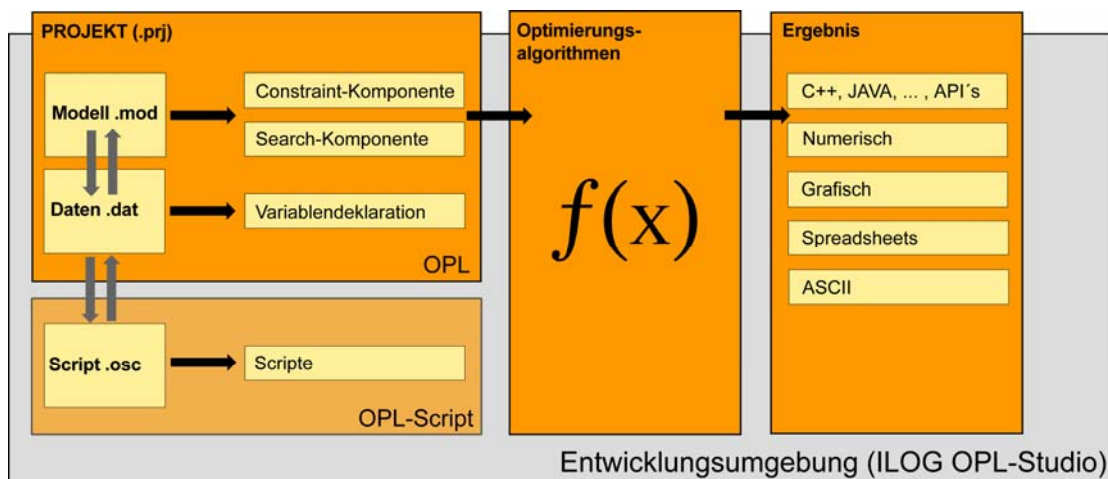 PROJEKT (.prj)
Modell .mod
Constraint-Komponente
Search-Komponente
Daten .dat
Variablendeklaration
OPL
Script .osc
Scripte
OPL-Script
Optimierungs-
algorithmen
f(x)
Ergebnis
C++, JAVA, ... , API´s
Numerisch
Grafisch
Spreadsheets
ASCII
Entwicklungsumgebung (ILOG OPL-Studio)